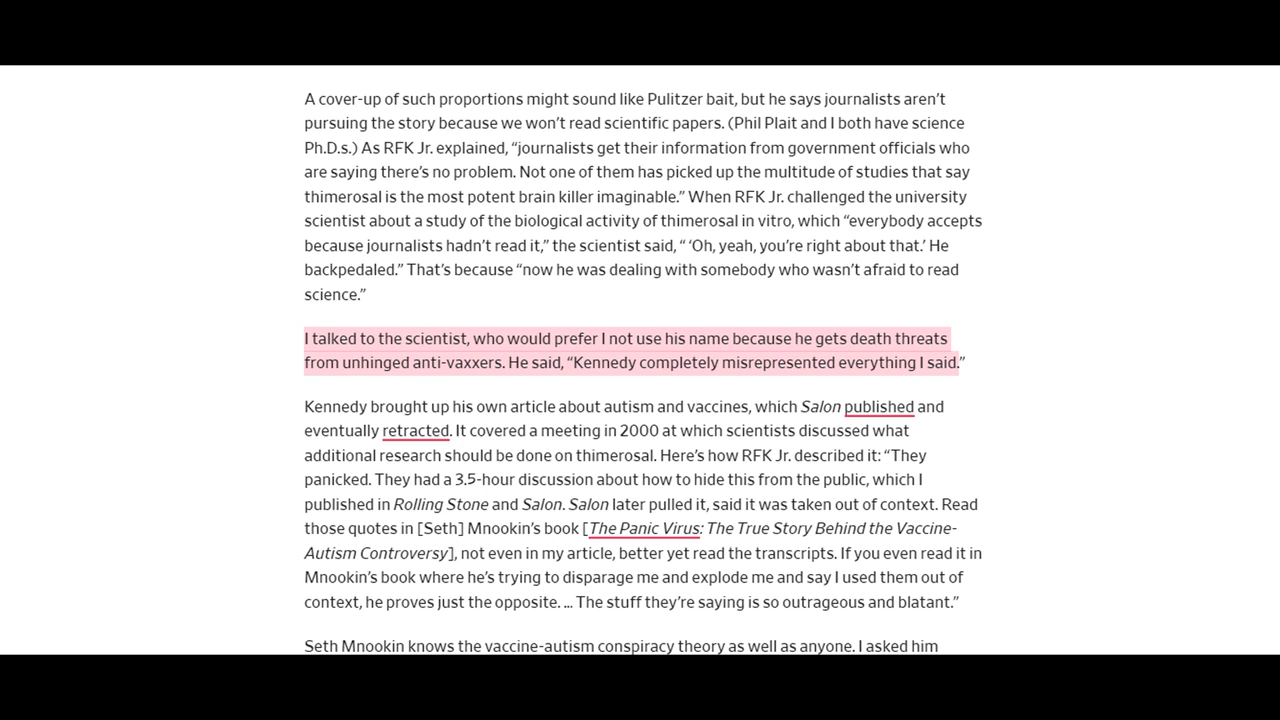 A cover-up of such proportions might sound like Pulitzer bait, but he says journalists aren’t
pursuing the story because we won’t read scientific papers. (Phil Plait and I both have science
Ph.D.s.) As RFK Jr. explained, “journalists get their information from government officials who
are saying there’s no problem. Not one of them has picked up the multitude of studies that say
thimerosal is the most potent brain killer imaginable.” When RFK Jr. challenged the university
scientist about a study of the biological activity of thimerosal in vitro, which “everybody accepts
because journalists hadn’t read it,” the scientist said, “ ‘Oh, yeah, you’re right about that.’ He
backpedaled.” That’s because “now he was dealing with somebody who wasn’t afraid to read
science.”
I talked to the scientist, who would prefer I not use his name because he gets death threats
from unhinged anti-vaxxers. He said, “Kennedy completely misrepresented everything I said.”
Kennedy brought up his own article about autism and vaccines, which Salon published and
eventually retracted. It covered a meeting in 2000 at which scientists discussed what
additional research should be done on thimerosal. Here’s how RFK Jr. described it: “They
panicked. They had a 3.5-hour discussion about how to hide this from the public, which I
published in Rolling Stone and Salon. Salon later pulled it, said it was taken out of context. Read
those quotes in [Seth] Mnookin’s book [The Panic Virus: The True Story Behind the Vaccine-
Autism Controversy], not even in my article, better yet read the transcripts. If you even read it in
Mnookin’s book where he’s trying to disparage me and explode me and say I used them out of
context, he proves just the opposite. … The stuff they’re saying is so outrageous and blatant.”
Seth Mnookin knows the vaccine-autism conspiracy theory as well as anyone. I asked him